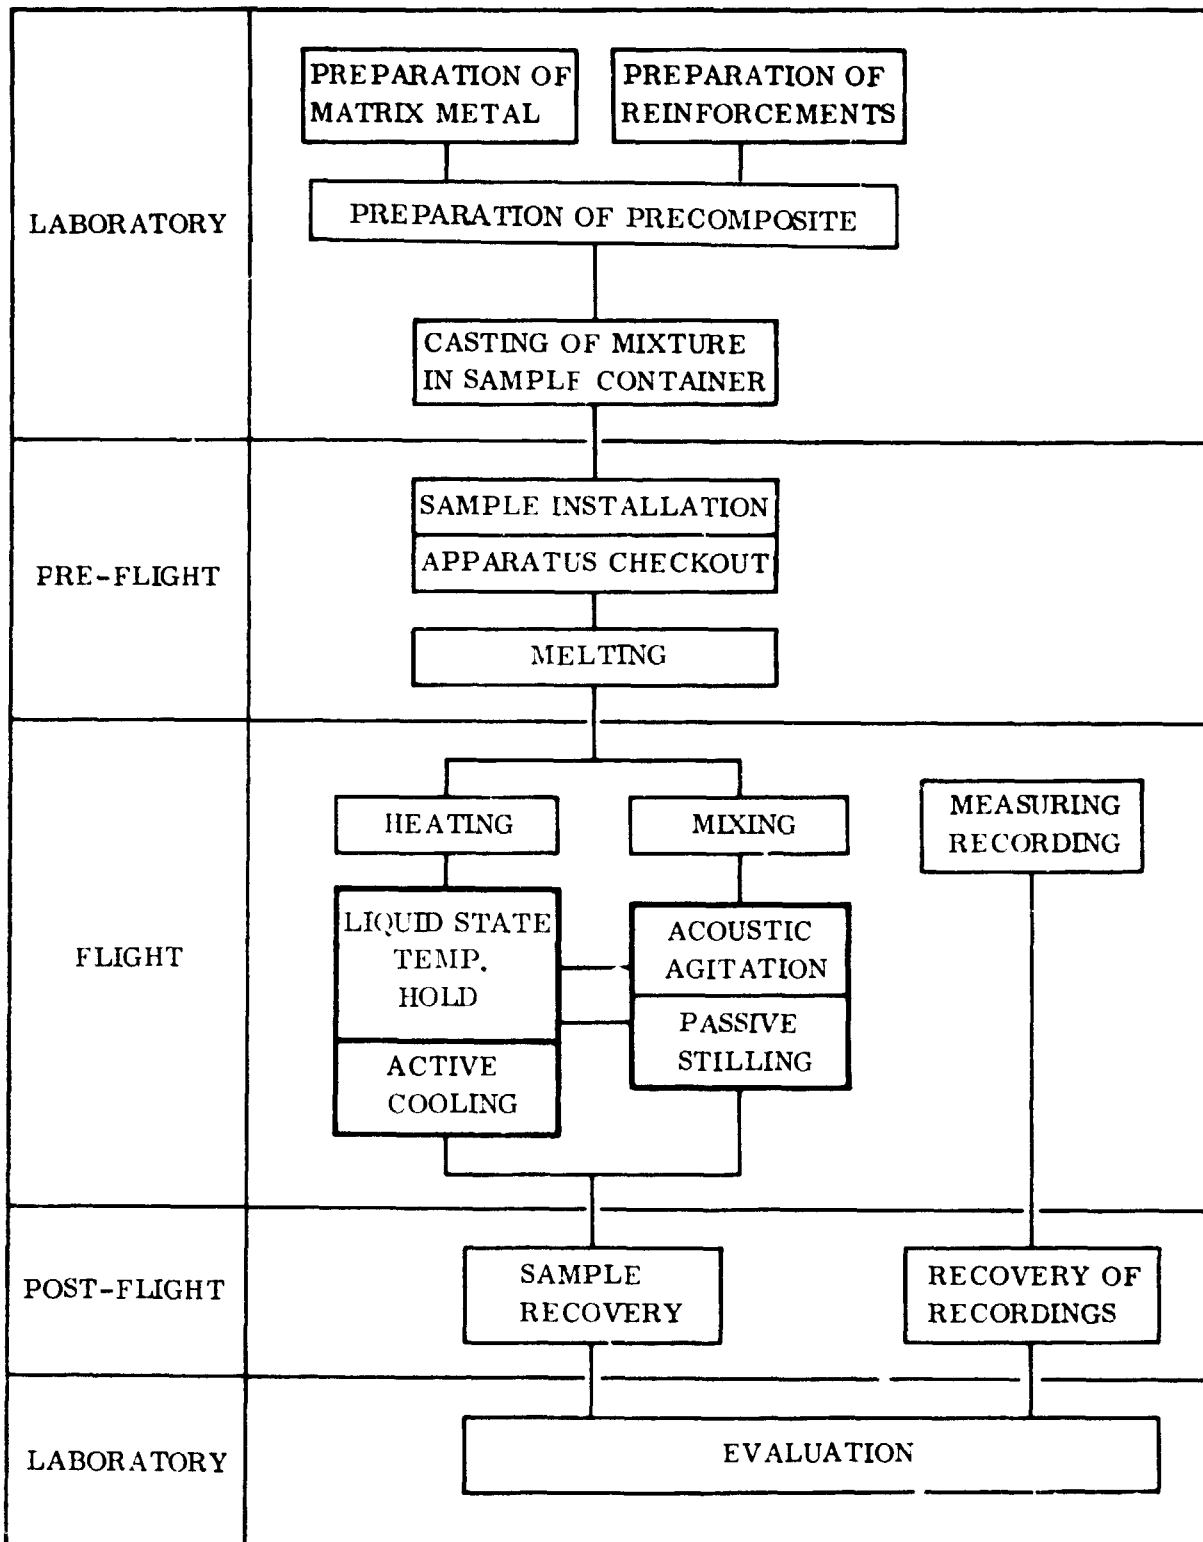 LABORATORY
PREPARATION OF
MATRIX METAL
PREPARATION OF
REINFORCEMENTS
PREPARATION OF PRECOMPOSITE
CASTING OF MIXTURE
IN SAMPLE CONTAINER
PRE-FLIGHT
SAMPLE INSTALLATION
APPARATUS CHECKOUT
MELTING
FLIGHT
HEATING
MIXING
MEASURING
RECORDING
LIQUID STATE
TEMP.
HOLD
ACOUSTIC
AGITATION
PASSIVE
STILLING
ACTIVE
COOLING
POST-FLIGHT
SAMPLE
RECOVERY
RECOVERY OF
RECORDINGS
LABORATORY
EVALUATION